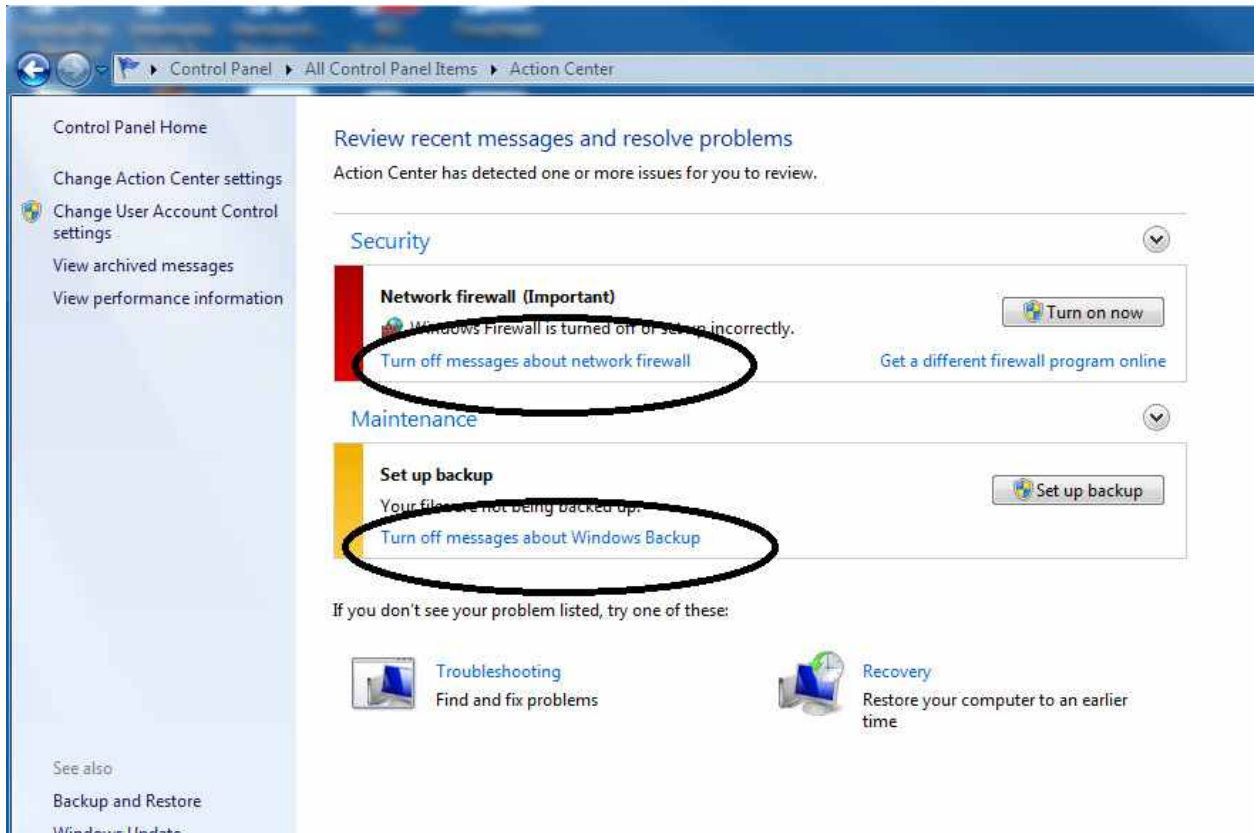 Control Panel ▸ All Control Panel Items ▸ Action Center
Control Panel Home
Change Action Center settings
Change User Account Control
settings
View archived messages
View performance information
See also
Backup and Restore
Windows Update
Review recent messages and resolve problems
Action Center has detected one or more issues for you to review.
Security
Network firewall (Important)
Windows Firewall is turned off or set up incorrectly.
Turn on now
Turn off messages about network firewall
Get a different firewall program online
Maintenance
Set up backup
Your files are not being backed up.
Set up backup
Turn off messages about Windows Backup
If you don't see your problem listed, try one of these:
Troubleshooting
Find and fix problems
Recovery
Restore your computer to an earlier
time